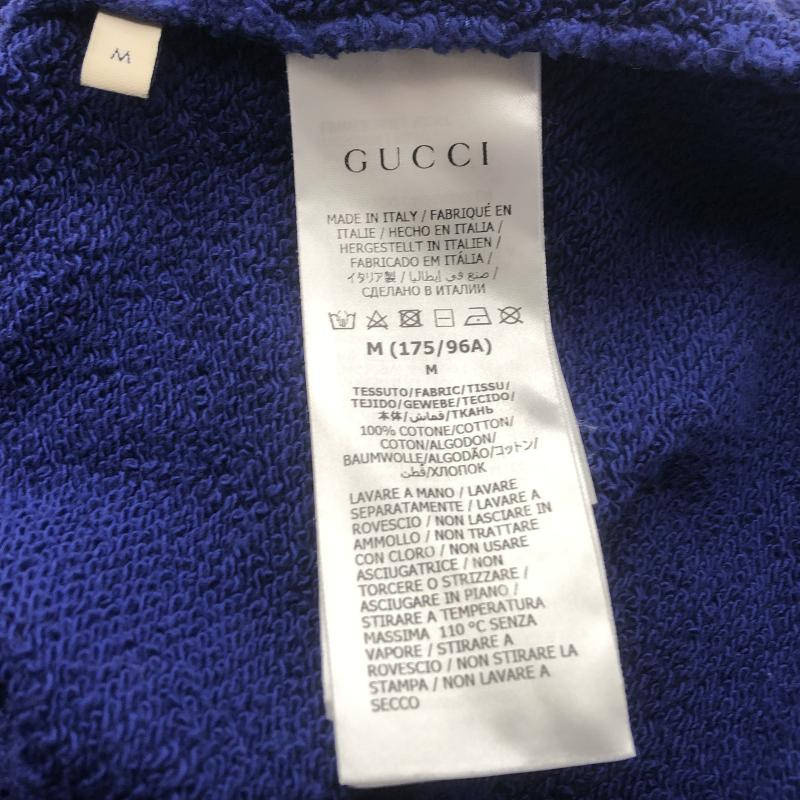 M
GUCCI
MADE IN ITALY / FABRIQUÉ EN
ITALIE / HECHO EN ITALIA /
HERGESTELLT IN ITALIEN /
FABRICADO EM ITÁLIA /
イタリア製 / صنع في إيطاليا /
СДЕЛАНО В ИТАЛИИ
M (175/96A)
M
TESSUTO/FABRIC/TISSU/
TEJIDO/GEWEBE/TECIDO/
本体/قماش/ТКАНЬ
100% COTONE/COTTON/
COTON/ALGODON/
BAUMWOLLE/ALGODÃO/コットン/
قطن/ХЛОПОК
LAVARE A MANO / LAVARE
SEPARATAMENTE / LAVARE A
ROVESCIO / NON LASCIARE IN
AMMOLLO / NON TRATTARE
CON CLORO / NON USARE
ASCIUGATRICE / NON
TORCERE O STRIZZARE /
ASCIUGARE IN PIANO /
STIRARE A TEMPERATURA
MASSIMA 110 °C SENZA
VAPORE / STIRARE A
ROVESCIO / NON STIRARE LA
STAMPA / NON LAVARE A
SECCO